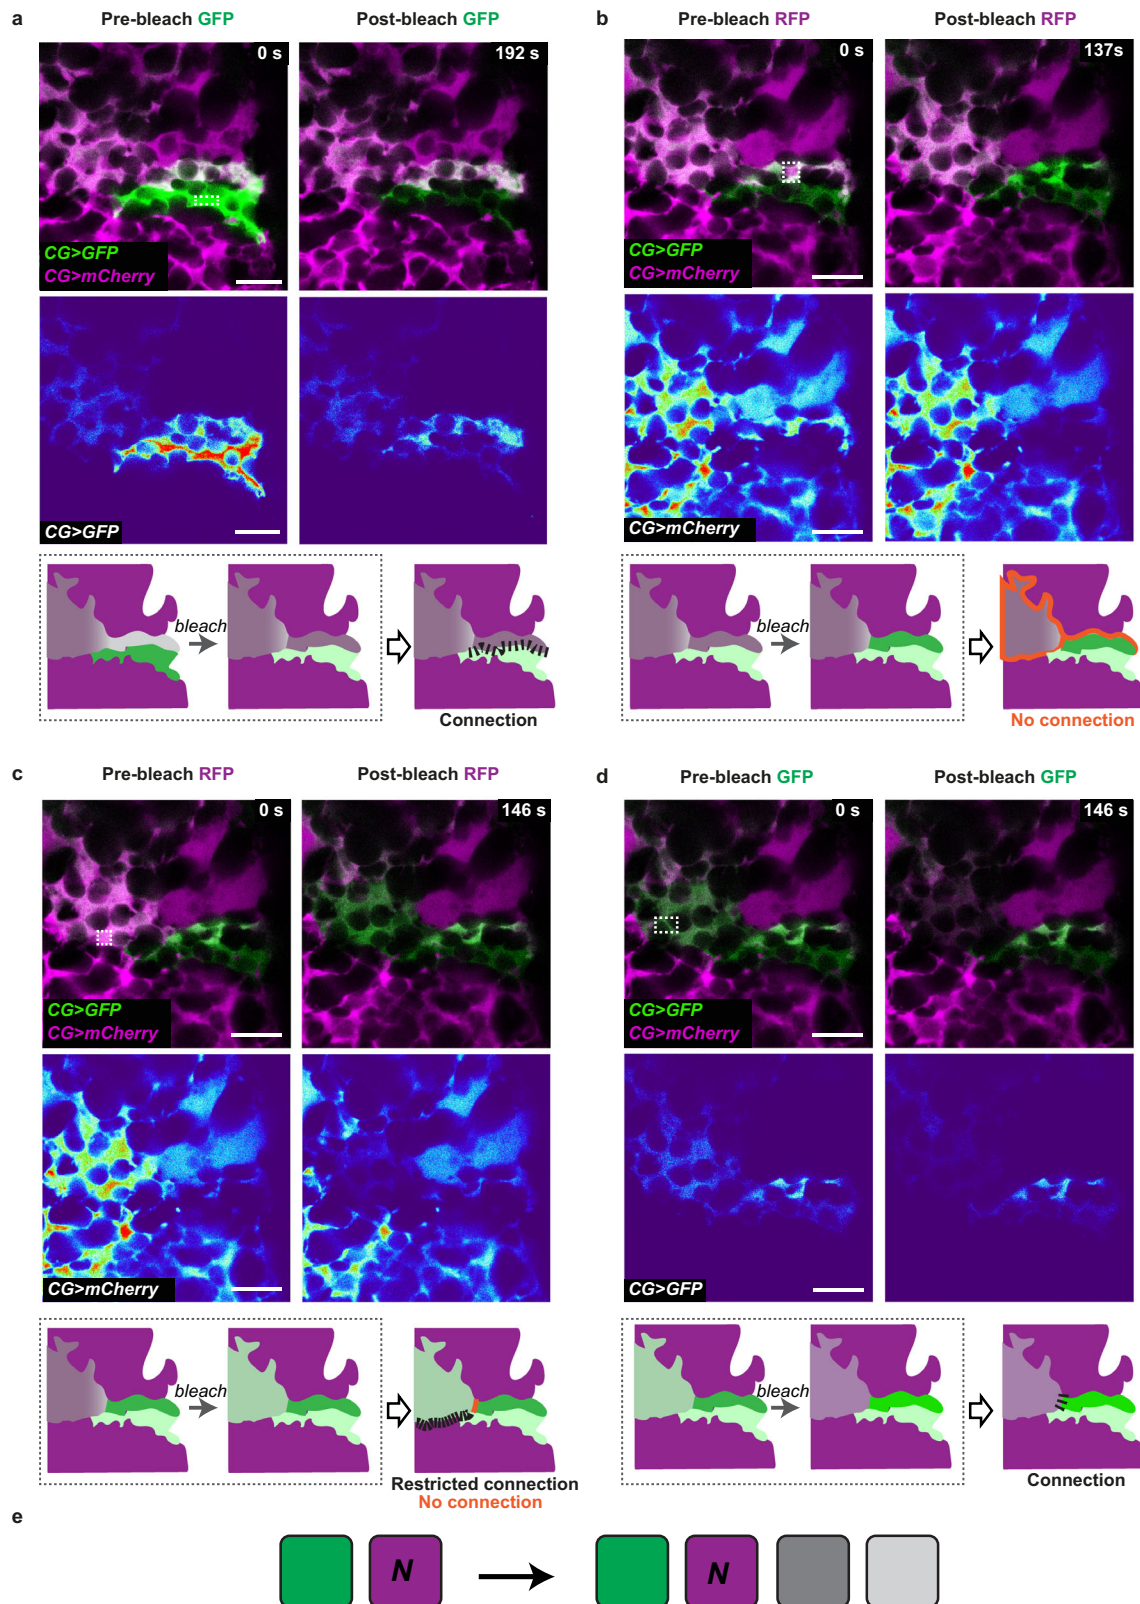 a
Pre-bleach GFP
Post-bleach GFP
0 s
192 s
CG>GFP
CG>mCherry
CG>GFP
bleach
Connection
b
Pre-bleach RFP
Post-bleach RFP
0 s
137s
CG>GFP
CG>mCherry
CG>mCherry
bleach
No connection
c
Pre-bleach RFP
Post-bleach RFP
0 s
146 s
CG>GFP
CG>mCherry
CG>mCherry
bleach
Restricted connection
No connection
d
Pre-bleach GFP
Post-bleach GFP
0 s
146 s
CG>GFP
CG>mCherry
CG>GFP
bleach
Connection
e
N
N